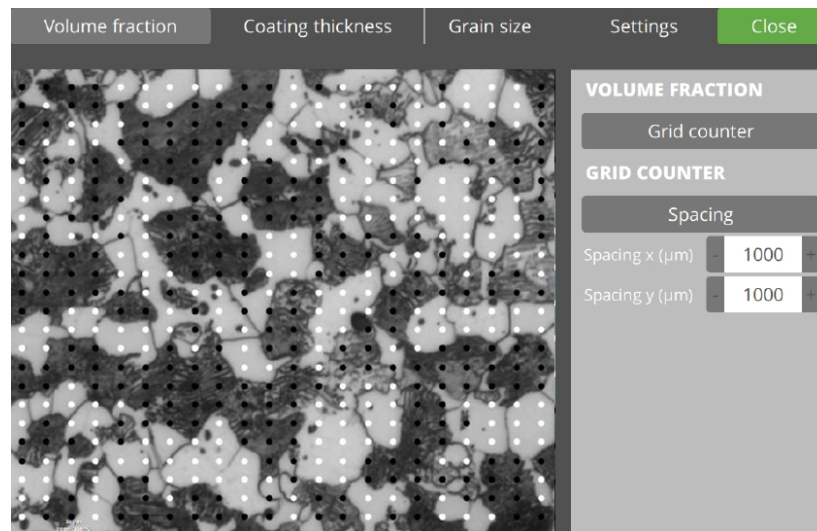 Volume fraction Coating thickness Grain size Settings Close
VOLUME FRACTION
Grid counter
GRID COUNTER
Spacing
Spacing x (μm) - 1000 +
Spacing y (μm) - 1000 +